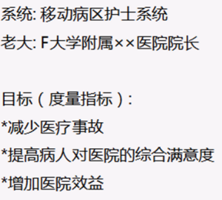 系统: 移动病区护士系统
老大: F大学附属××医院院长
目标（度量指标）:
*减少医疗事故
*提高病人对医院的综合满意度
*增加医院效益